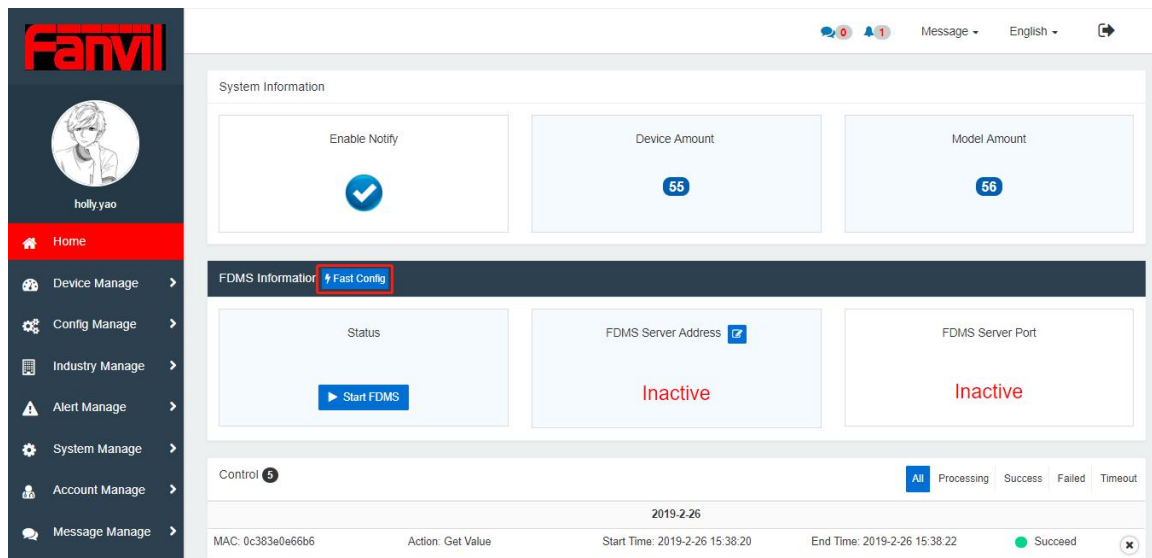 Fanvil
0 1 Message English
holly.yao
Home
Device Manage
Config Manage
Industry Manage
Alert Manage
System Manage
Account Manage
Message Manage
System Information
Enable Notify Device Amount Model Amount
55 56
FDMS Information Fast Config
Status FDMS Server Address FDMS Server Port
Start FDMS Inactive Inactive
Control 5 All Processing Success Failed Timeout
2019-2-26
MAC: 0c383e0e66b6 Action: Get Value Start Time: 2019-2-26 15:38:20 End Time: 2019-2-26 15:38:22 Succeed